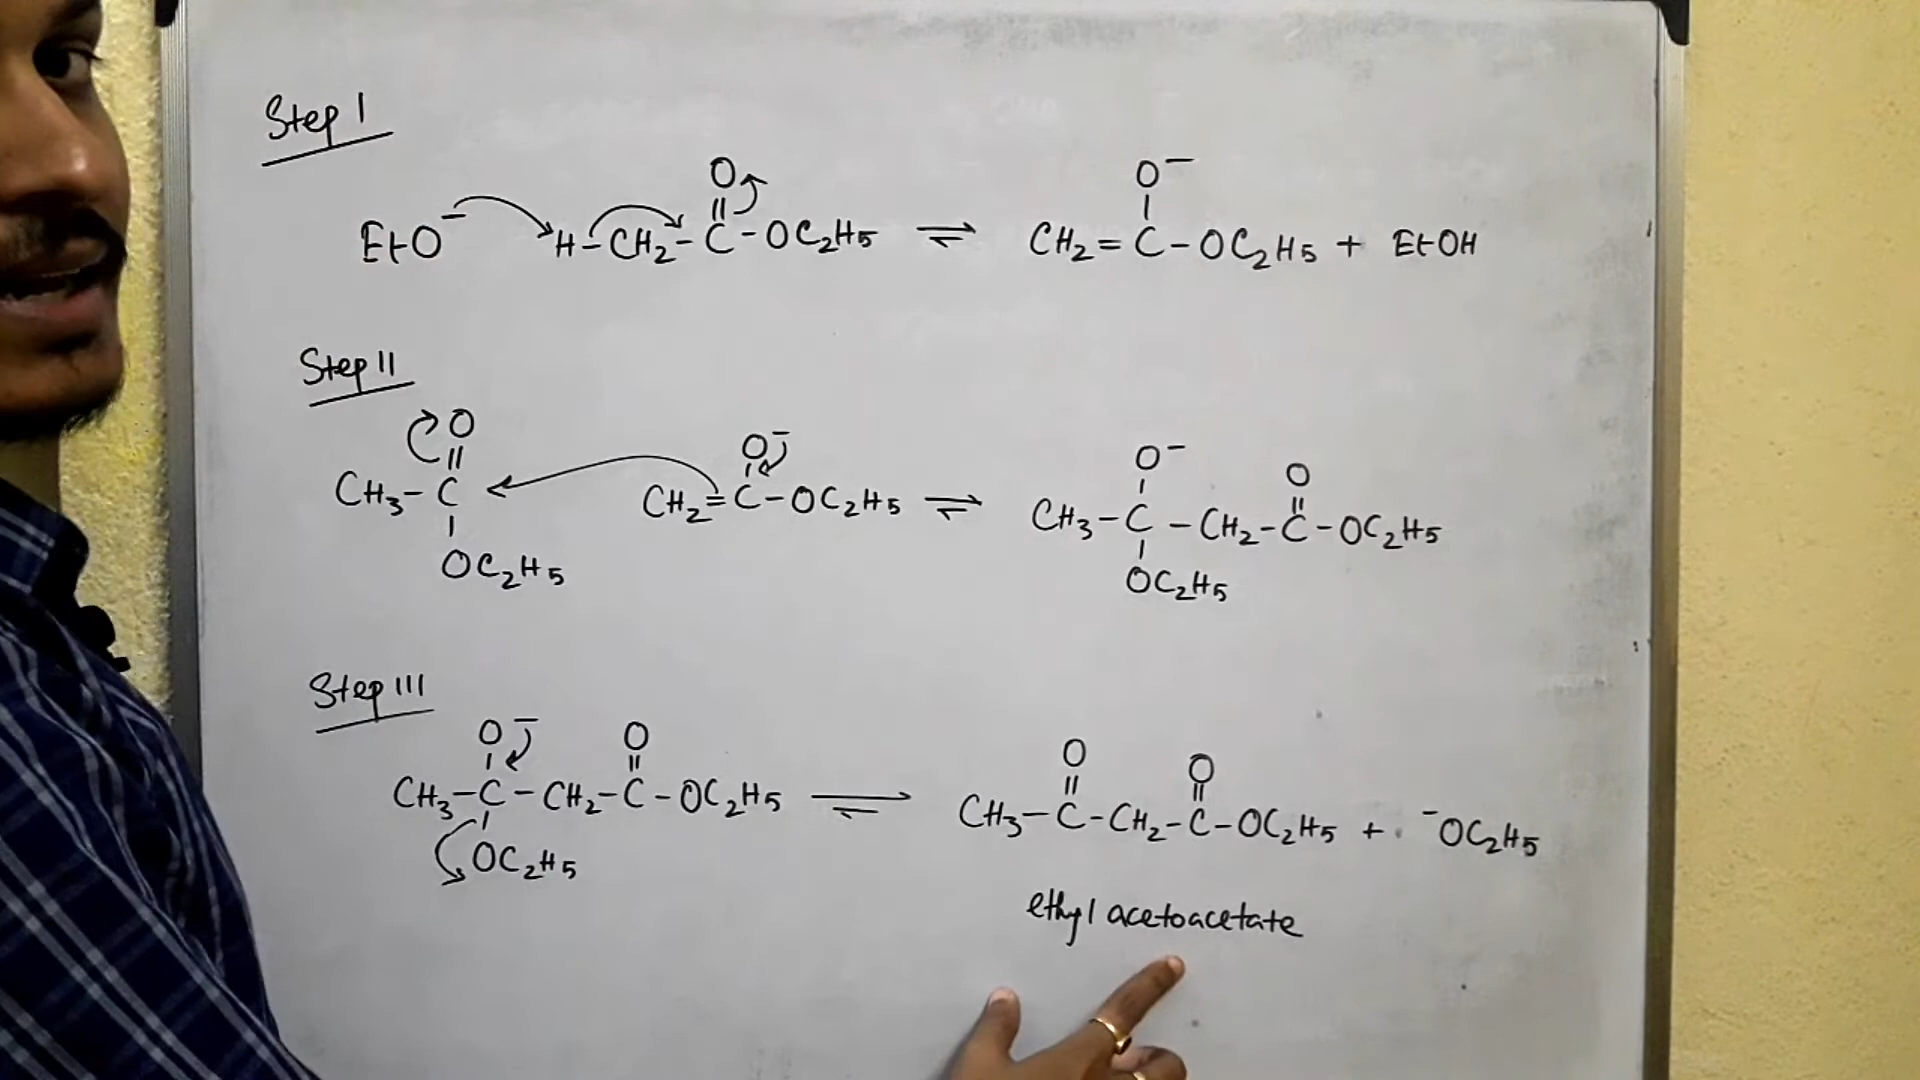 Step I
O O⁻
EtO⁻ H-CH₂-C-OC₂H₅ ⇌ CH₂=C-OC₂H₅ + EtOH
Step II
O O⁻ O⁻ O
CH₃-C CH₂=C-OC₂H₅ ⇌ CH₃-C-CH₂-C-OC₂H₅
OC₂H₅ OC₂H₅
Step III
O⁻ O O O
CH₃-C-CH₂-C-OC₂H₅ ⇌ CH₃-C-CH₂-C-OC₂H₅ + ⁻OC₂H₅
OC₂H₅
ethyl acetoacetate